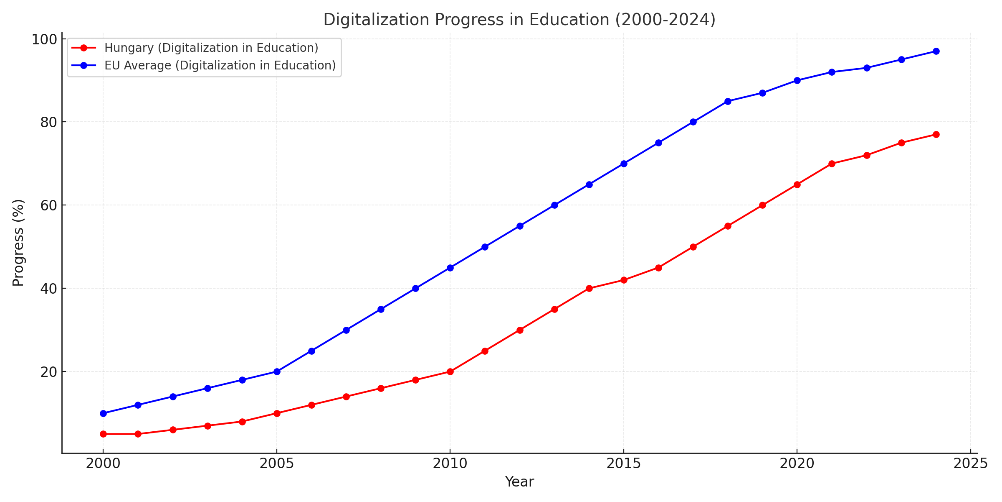 Digitalization Progress in Education (2000-2024)
Hungary (Digitalization in Education)
EU Average (Digitalization in Education)
Progress (%)
100
80
60
40
20
2000 2005 2010 2015 2020 2025
Year